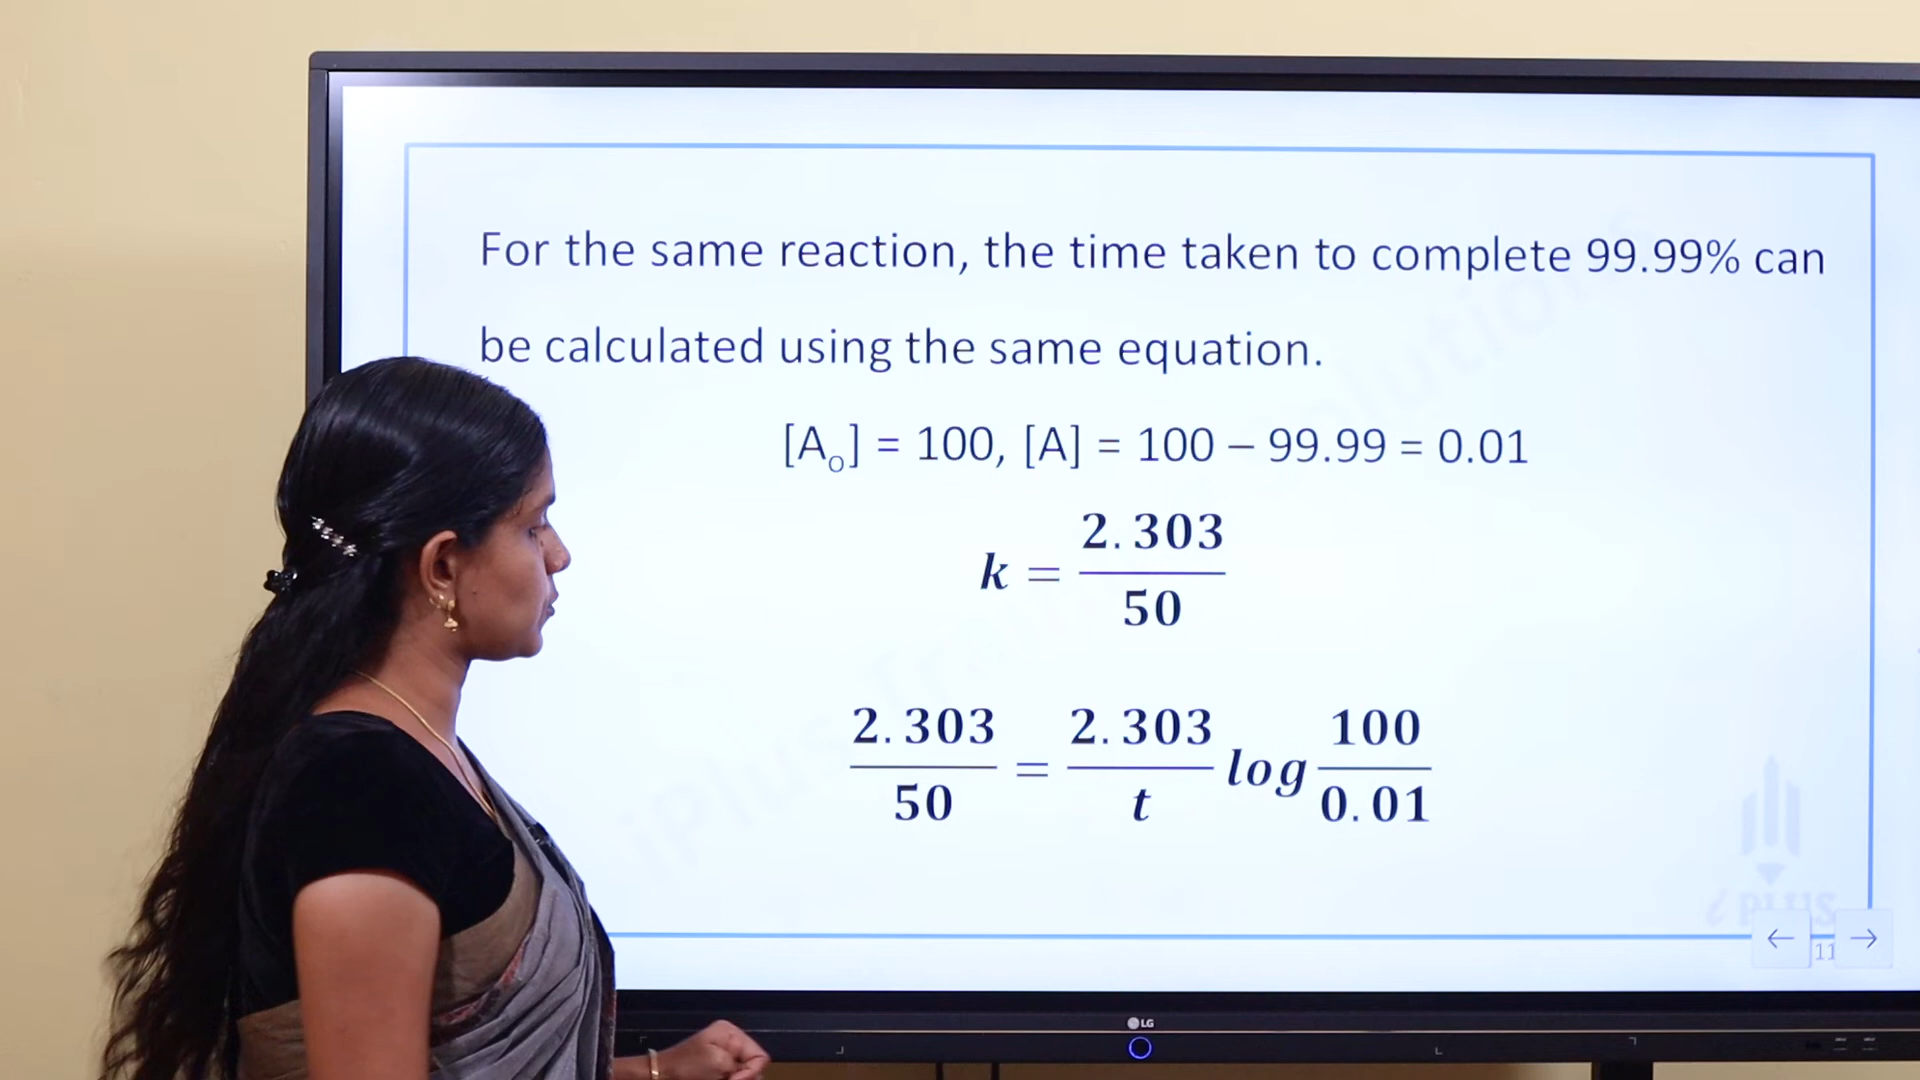 For the same reaction, the time taken to complete 99.99% can
be calculated using the same equation.
[Aₒ] = 100, [A] = 100 – 99.99 = 0.01
k = 2.303/50
2.303/50 = 2.303/t log 100/0.01
i PLUS
11
LG